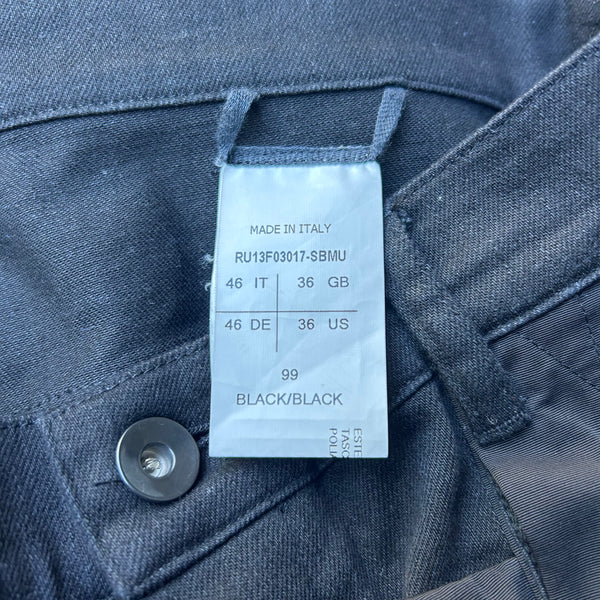 MADE IN ITALY
RU13F03017-SBMU
46 IT 36 GB
46 DE 36 US
99
BLACK/BLACK
ESTE
TASC
POLI